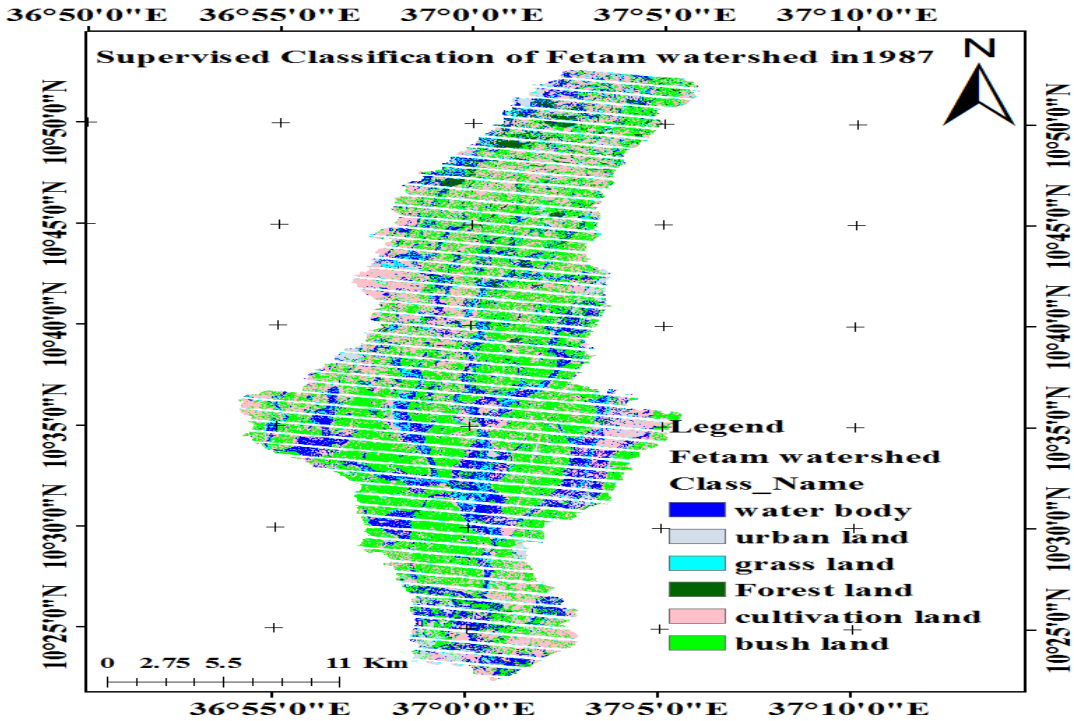 36°50'0"E 36°55'0"E 37°0'0"E 37°5'0"E 37°10'0"E
Supervised Classification of Fetam watershed in1987
N
10°50'0"N 10°50'0"N
10°45'0"N 10°45'0"N
10°40'0"N 10°40'0"N
10°35'0"N 10°35'0"N
Legend
Fetam watershed
Class_Name
water body
10°30'0"N 10°30'0"N
urban land
grass land
Forest land
cultivation land
10°25'0"N 10°25'0"N
bush land
0 2.75 5.5 11 Km
36°55'0"E 37°0'0"E 37°5'0"E 37°10'0"E